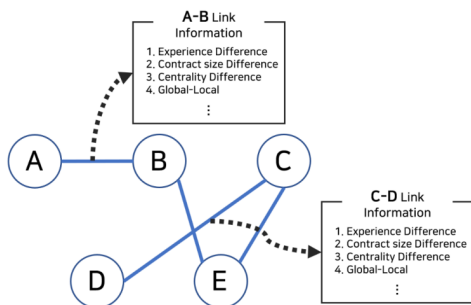 A-B Link
Information
1. Experience Difference
2. Contract size Difference
3. Centrality Difference
4. Global-Local
⋮
A
B
C
C-D Link
Information
1. Experience Difference
2. Contract size Difference
3. Centrality Difference
4. Global-Local
⋮
D
E